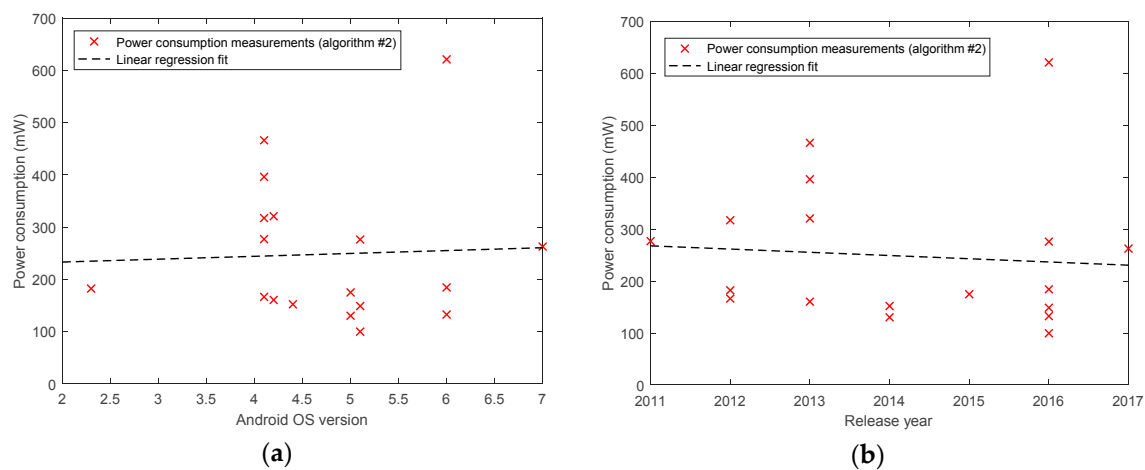 Power consumption measurements (algorithm #2)
Linear regression fit
700
600
500
400
300
200
100
0
Power consumption (mW)
2 2.5 3 3.5 4 4.5 5 5.5 6 6.5 7
Android OS version
(a)
Power consumption measurements (algorithm #2)
Linear regression fit
700
600
500
400
300
200
100
0
Power consumption (mW)
2011 2012 2013 2014 2015 2016 2017
Release year
(b)